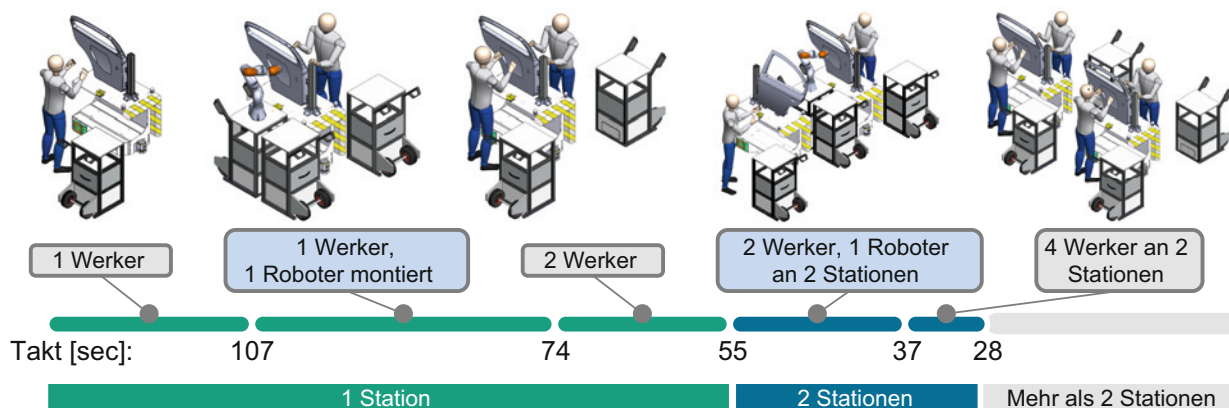 1 Werker
1 Werker,
1 Roboter montiert
2 Werker
2 Werker, 1 Roboter
an 2 Stationen
4 Werker an 2
Stationen
Takt [sec]: 107 74 55 37 28
1 Station 2 Stationen Mehr als 2 Stationen